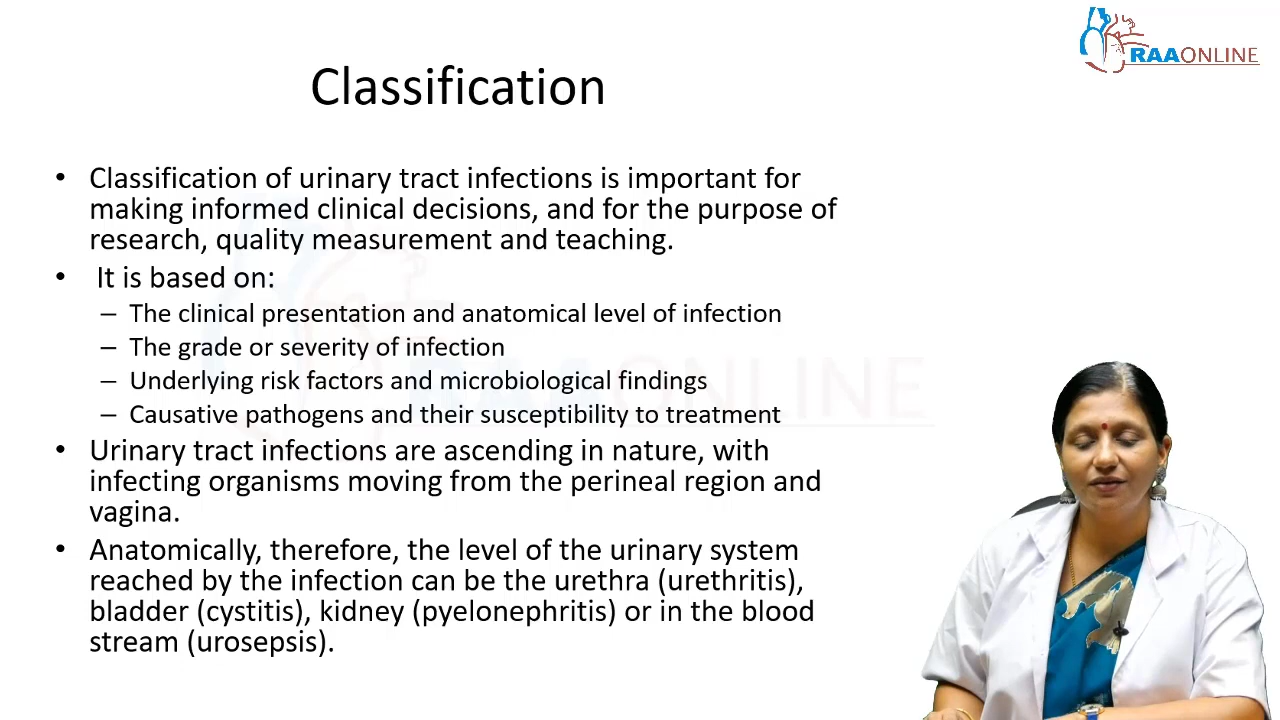 RAAONLINE
Classification
• Classification of urinary tract infections is important for
making informed clinical decisions, and for the purpose of
research, quality measurement and teaching.
• It is based on:
– The clinical presentation and anatomical level of infection
– The grade or severity of infection
– Underlying risk factors and microbiological findings
– Causative pathogens and their susceptibility to treatment
• Urinary tract infections are ascending in nature, with
infecting organisms moving from the perineal region and
vagina.
• Anatomically, therefore, the level of the urinary system
reached by the infection can be the urethra (urethritis),
bladder (cystitis), kidney (pyelonephritis) or in the blood
stream (urosepsis).
RAAONLINE